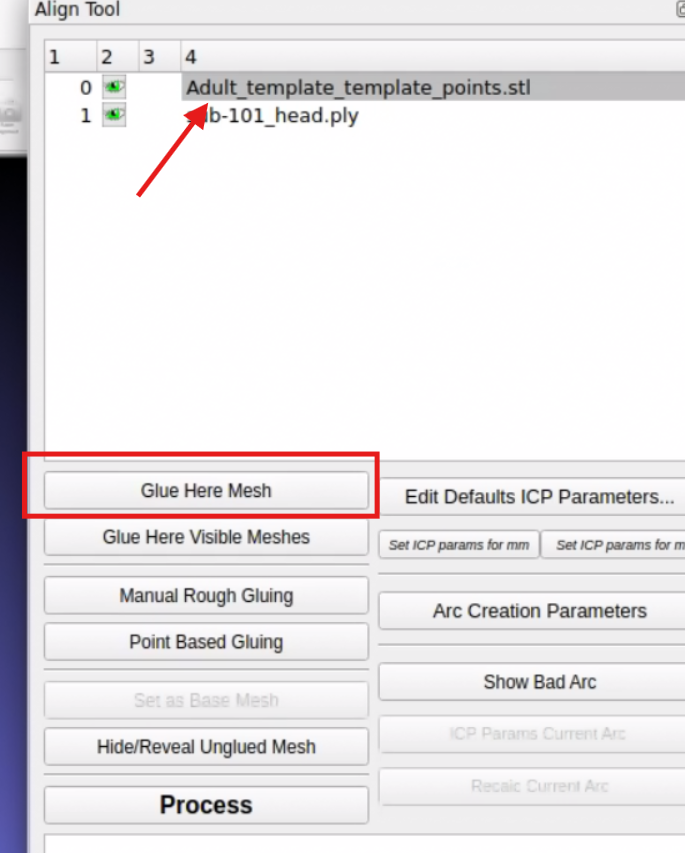 Align Tool
1 2 3 4
0 Adult_template_template_points.stl
1 b-101_head.ply
Glue Here Mesh
Edit Defaults ICP Parameters...
Glue Here Visible Meshes
Set ICP params for mm
Set ICP params for m
Manual Rough Gluing
Arc Creation Parameters
Point Based Gluing
Show Bad Arc
Set as Base Mesh
ICP Params Current Arc
Hide/Reveal Unglued Mesh
Recalc Current Arc
Process